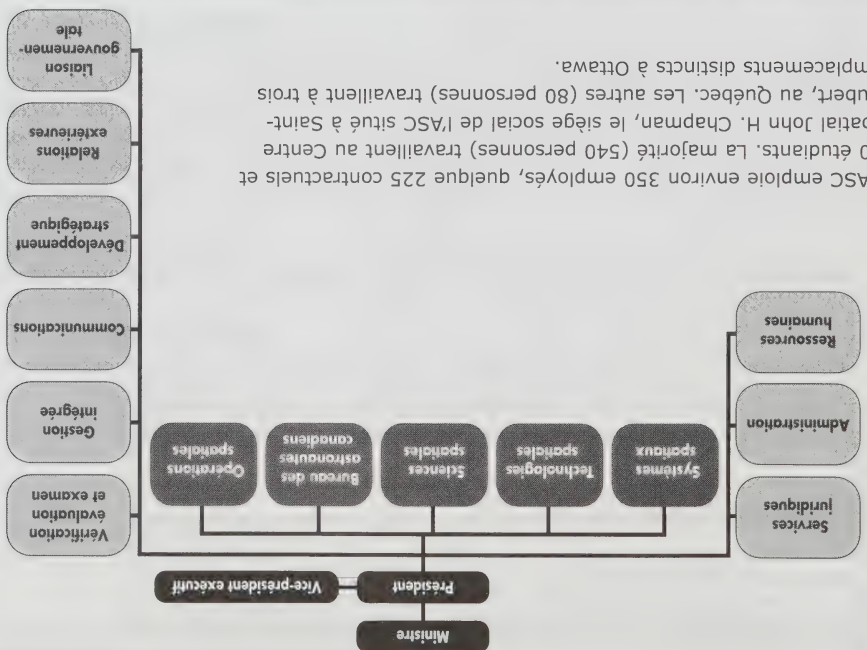 Ministre
Président
Vice-président exécutif
Services
juridiques
Administration
Ressources
humaines
Systèmes
spatiaux
Technologies
spatiales
Sciences
spatiales
Bureau des
astronautes
canadiens
Opérations
spatiales
Vérification
évaluation
et examen
Gestion
intégrée
Communications
Développement
stratégique
Relations
extérieures
Liaison
gouvernemen-
tale
ASC emploie environ 350 employés, quelque 225 contractuels et
0 étudiants. La majorité (540 personnes) travaillent au Centre
patial John H. Chapman, le siège social de l'ASC situé à Saint-
ubert, au Québec. Les autres (80 personnes) travaillent à trois
mplacements distincts à Ottawa.